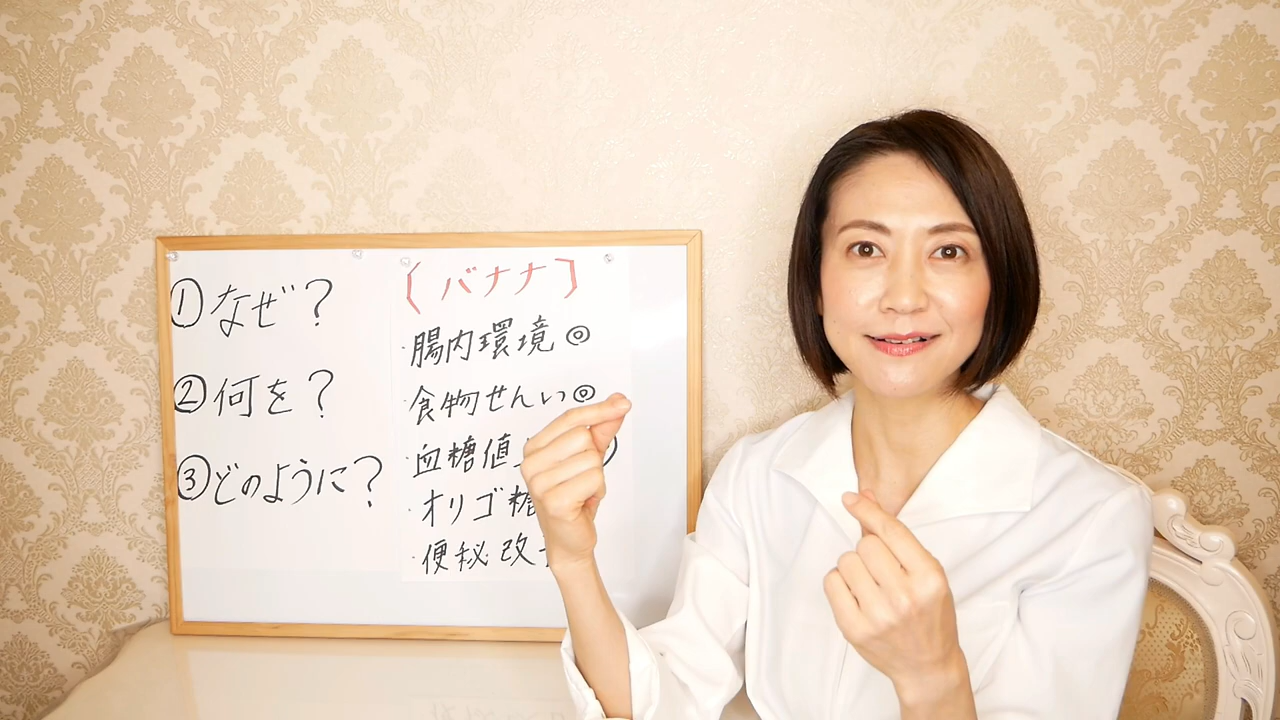 ①なぜ?
②何を?
③どのように?
[バナナ]
・腸内環境◎
・食物せんい◎
・血糖値
・オリゴ糖
・便秘改